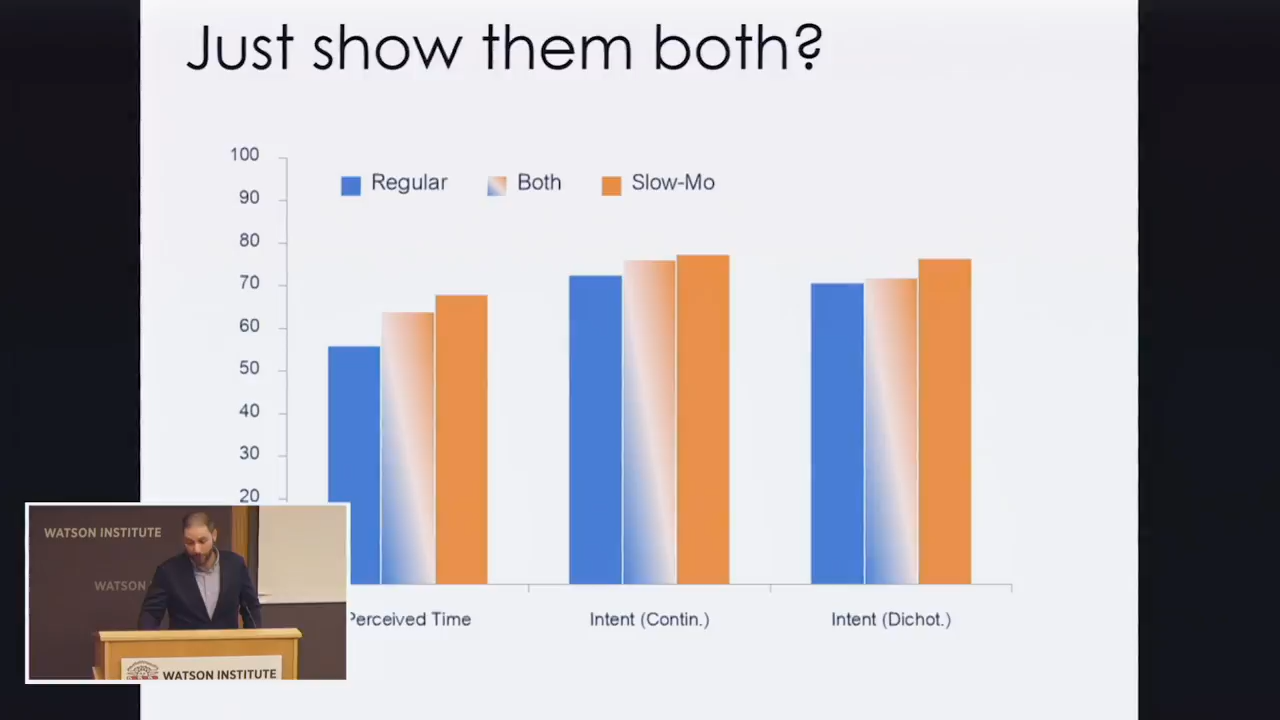 Just show them both?
100
90
80
70
60
50
40
30
20
Regular Both Slow-Mo
Perceived Time Intent (Contin.) Intent (Dichot.)
WATSON INSTITUTE
WATSON
WATSON INSTITUTE